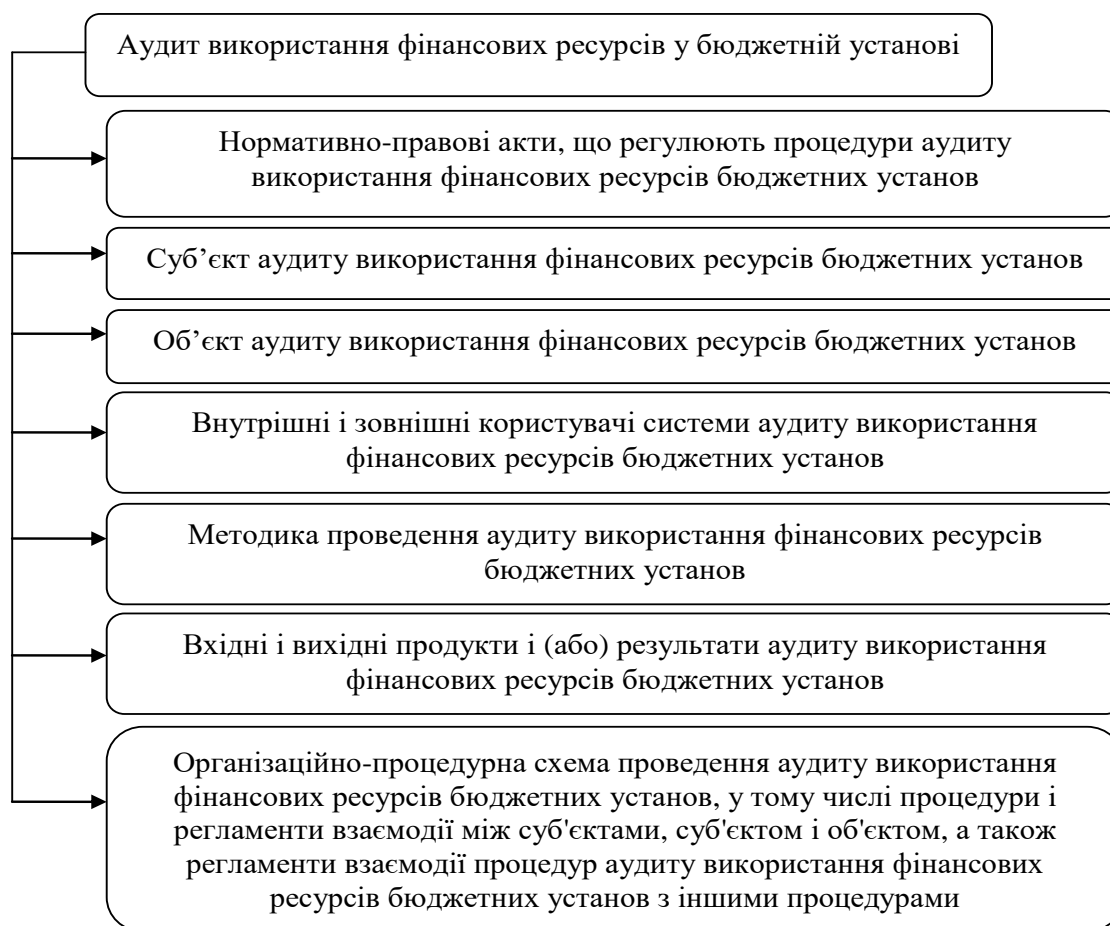 Аудит використання фінансових ресурсів у бюджетній установі
Нормативно-правові акти, що регулюють процедури аудиту
використання фінансових ресурсів бюджетних установ
Суб’єкт аудиту використання фінансових ресурсів бюджетних установ
Об’єкт аудиту використання фінансових ресурсів бюджетних установ
Внутрішні і зовнішні користувачі системи аудиту використання
фінансових ресурсів бюджетних установ
Методика проведення аудиту використання фінансових ресурсів
бюджетних установ
Вхідні і вихідні продукти і (або) результати аудиту використання
фінансових ресурсів бюджетних установ
Організаційно-процедурна схема проведення аудиту використання
фінансових ресурсів бюджетних установ, у тому числі процедури і
регламенти взаємодії між суб'єктами, суб'єктом і об'єктом, а також
регламенти взаємодії процедур аудиту використання фінансових
ресурсів бюджетних установ з іншими процедурами